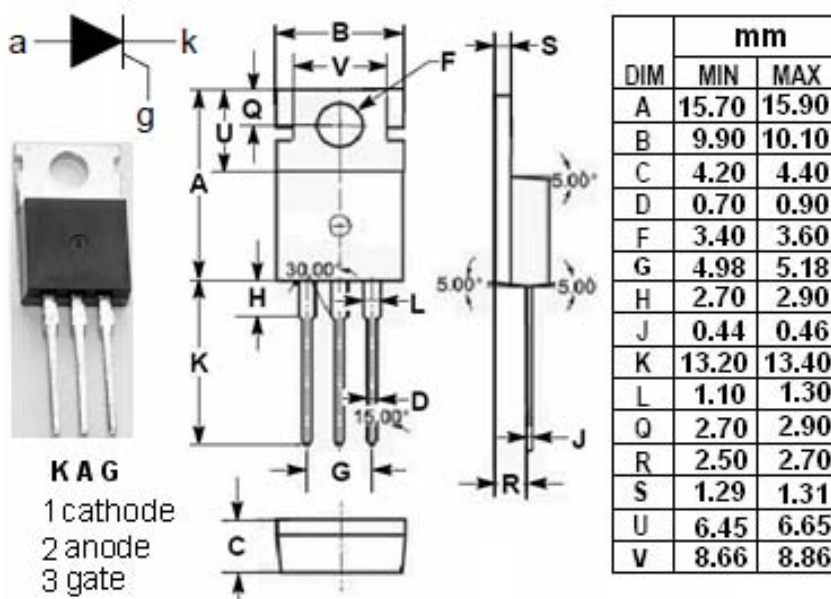 a
k
g
K A G
1 cathode
2 anode
3 gate
B
V
F
Q
U
A
30.00°
H
L
K
D
15.00°
G
C
S
5.00°
5.00°
5.00
J
R
mm
DIM MIN MAX
A 15.70 15.90
B 9.90 10.10
C 4.20 4.40
D 0.70 0.90
F 3.40 3.60
G 4.98 5.18
H 2.70 2.90
J 0.44 0.46
K 13.20 13.40
L 1.10 1.30
Q 2.70 2.90
R 2.50 2.70
S 1.29 1.31
U 6.45 6.65
V 8.66 8.86